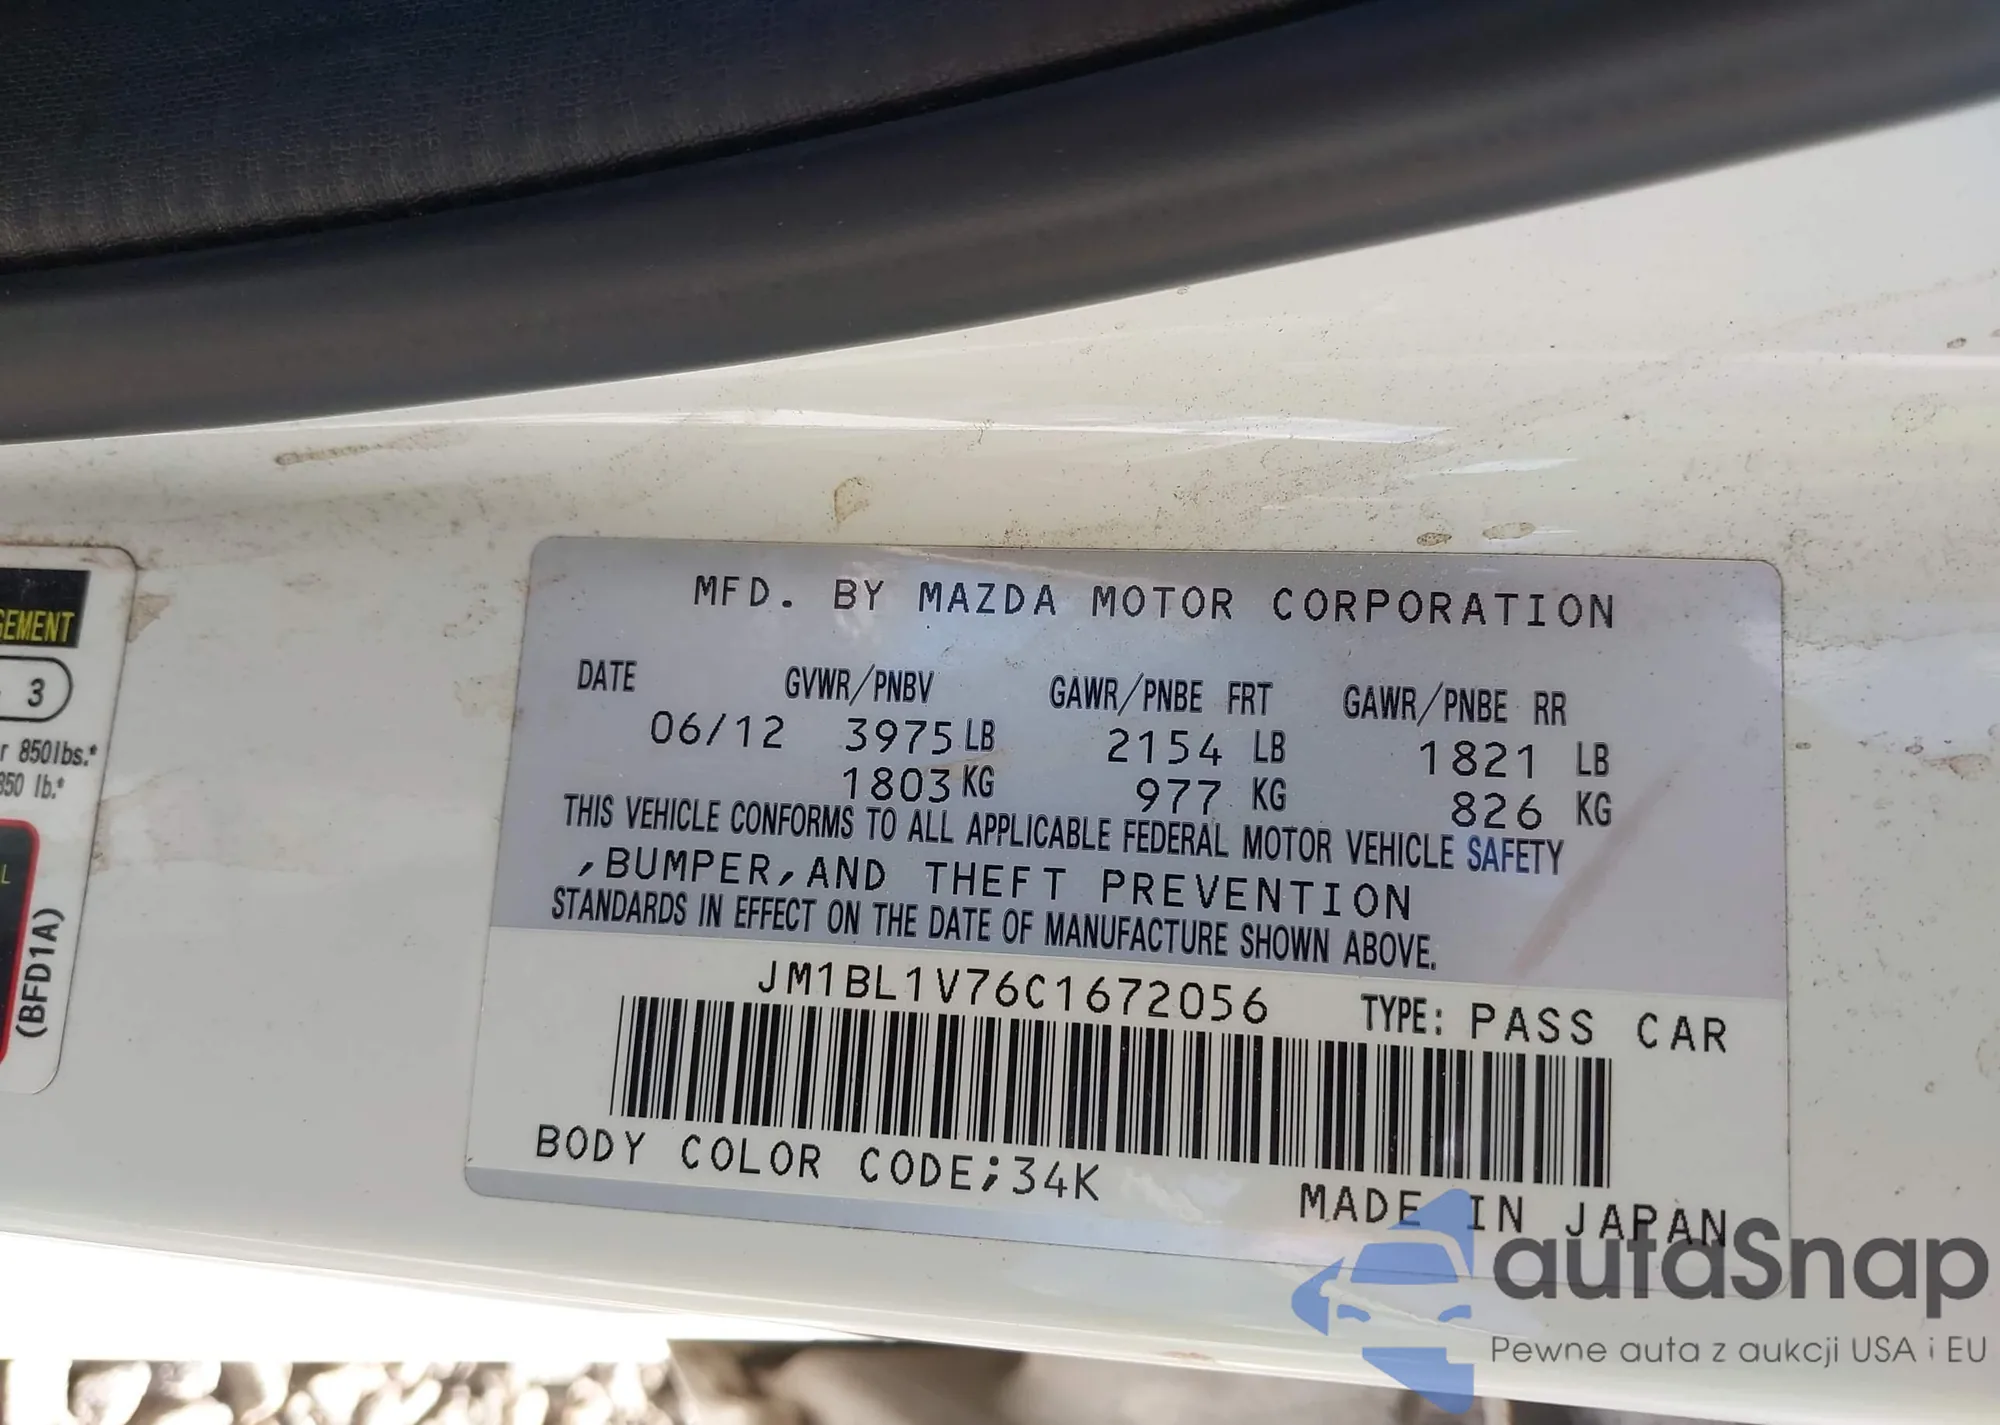 MFD. BY MAZDA MOTOR CORPORATION
DATE GVWR/PNBV GAWR/PNBE FRT GAWR/PNBE RR
06/12 3975 LB 2154 LB 1821 LB
1803 KG 977 KG 826 KG
THIS VEHICLE CONFORMS TO ALL APPLICABLE FEDERAL MOTOR VEHICLE SAFETY
,BUMPER,AND THEFT PREVENTION
STANDARDS IN EFFECT ON THE DATE OF MANUFACTURE SHOWN ABOVE.
JM1BL1V76C1672056 TYPE: PASS CAR
BODY COLOR CODE;34K
MADE IN JAPAN
3
850lbs.*
lb.*
(BFD1A)
autaSnap
Pewne auta z aukcji USA i EU